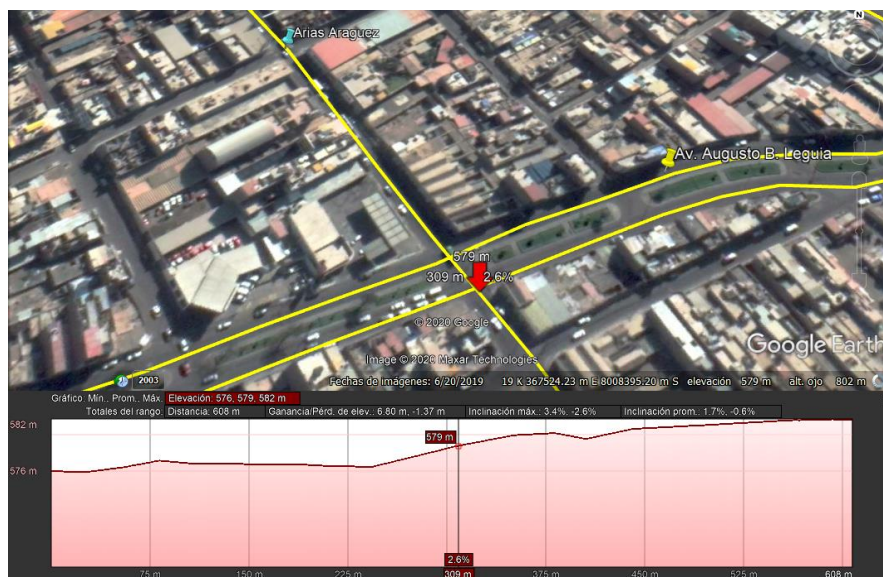 N
Arias Araguez
Av. Augusto B. Leguia
579 m
309 m 2.6%
© 2020 Google
Image © 2020 Maxar Technologies
Google Earth
2003
Fechas de imágenes: 6/20/2019 19 K 367524.23 m E 8008395.20 m S elevación 579 m alt. ojo 802 m
Gráfico Mín., Prom., Máx. Elevación: 576, 579, 582 m
Totales del rango: Distancia: 608 m Ganancia/Pérd. de elev.: 6.80 m, -1.37 m Inclinación máx.: 3.4%, -2.6% Inclinación prom.: 1.7%, -0.6%
582 m
579 m
576 m
2.6%
75 m 150 m 225 m 309 m 375 m 450 m 525 m 608 m